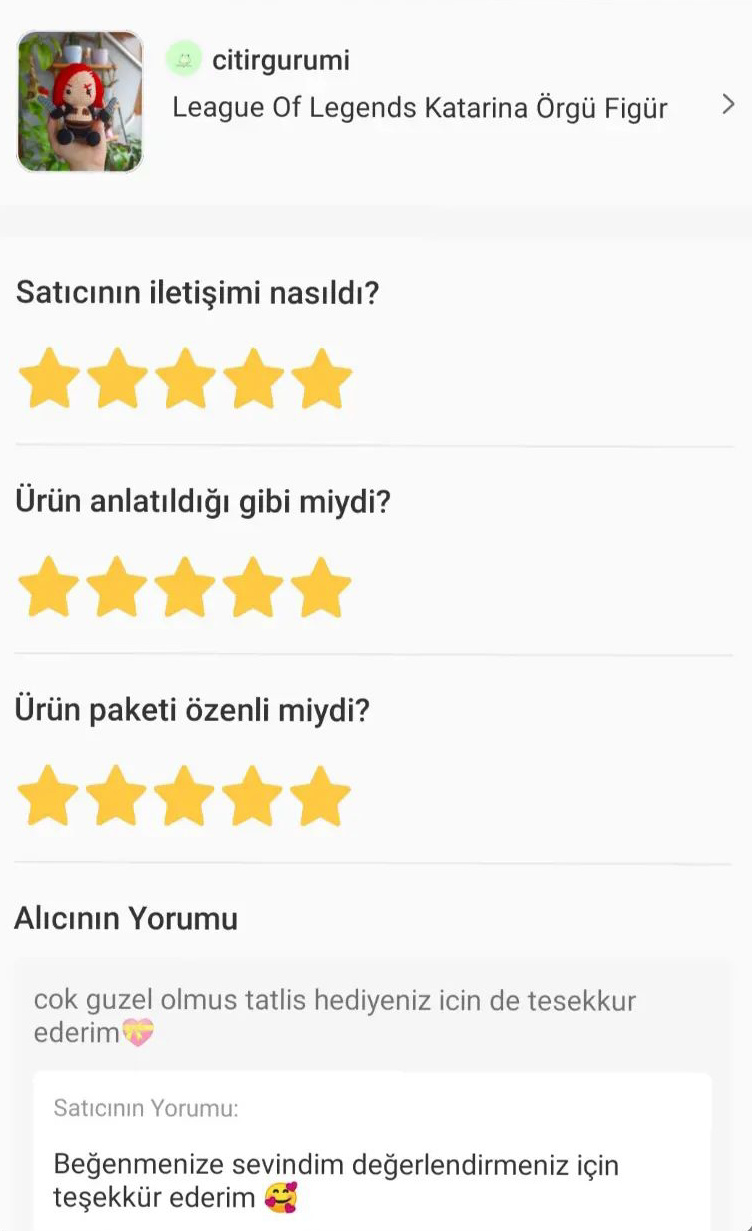 citirgurumi
League Of Legends Katarina Örgü Figür
Satıcının iletişimi nasıldı?
Ürün anlatıldığı gibi miydi?
Ürün paketi özenli miydi?
Alıcının Yorumu
cok guzel olmus tatlis hediyeniz icin de tesekkur
ederim💝
Satıcının Yorumu:
Beğenmenize sevindim değerlendirmeniz için
teşekkür ederim 🥰